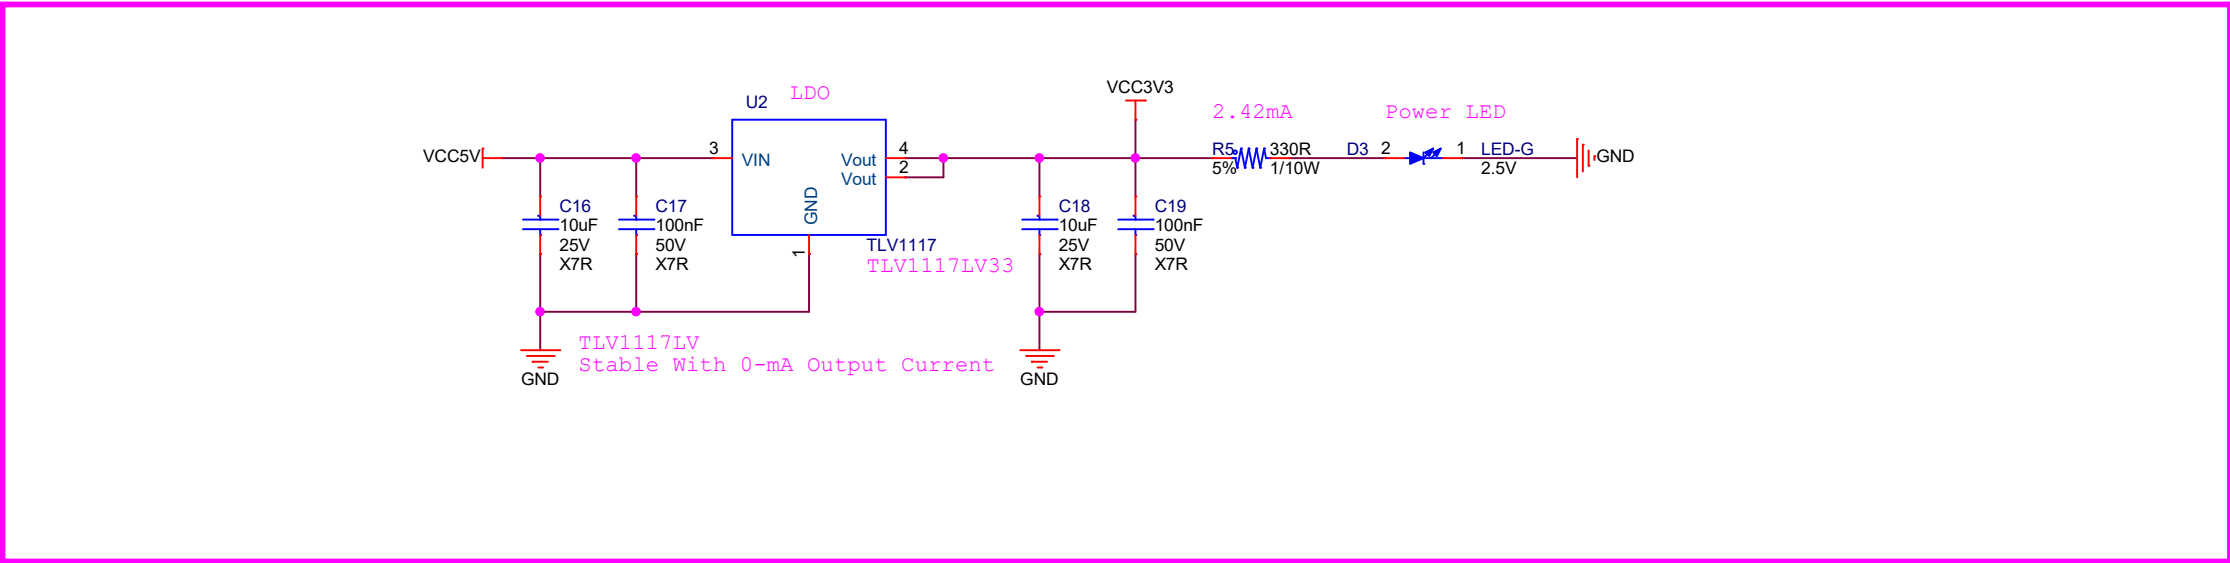 LDO
U2
VCC3V3
2.42mA
Power LED
VCC5V
3
VIN
Vout
4
Vout
2
GND
1
R5
330R
5%
1/10W
D3
2
1
LED-G
2.5V
GND
C16
10uF
25V
X7R
C17
100nF
50V
X7R
TLV1117
TLV1117LV33
C18
10uF
25V
X7R
C19
100nF
50V
X7R
TLV1117LV
Stable With 0-mA Output Current
GND
GND